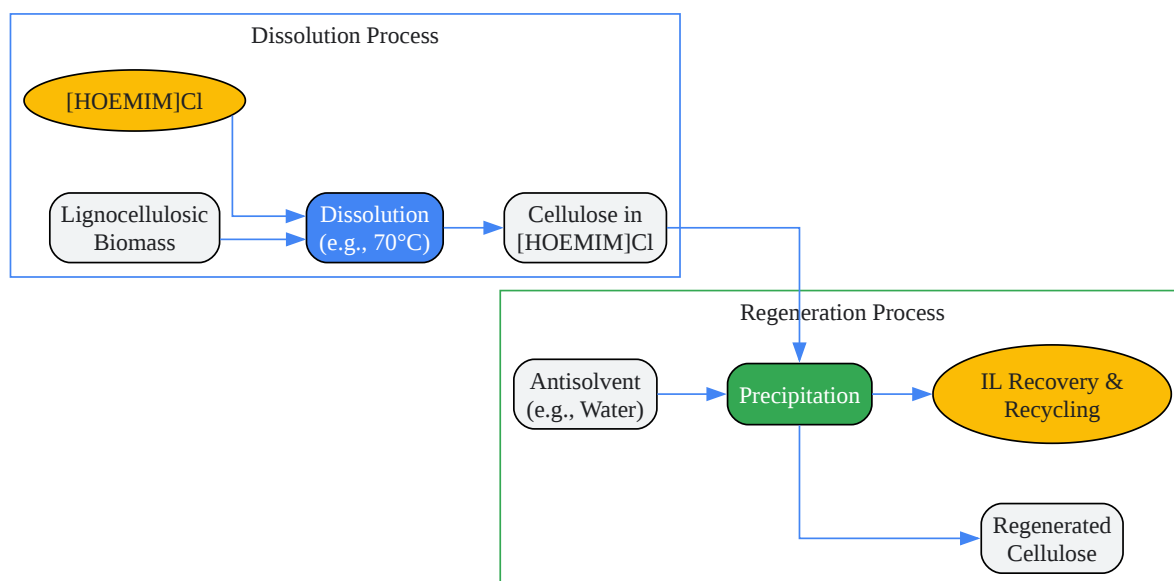 Dissolution Process
[HOEMIM]Cl
Lignocellulosic
Biomass
Dissolution
(e.g., 70°C)
Cellulose in
[HOEMIM]Cl
Regeneration Process
Antisolvent
(e.g., Water)
Precipitation
IL Recovery &
Recycling
Regenerated
Cellulose